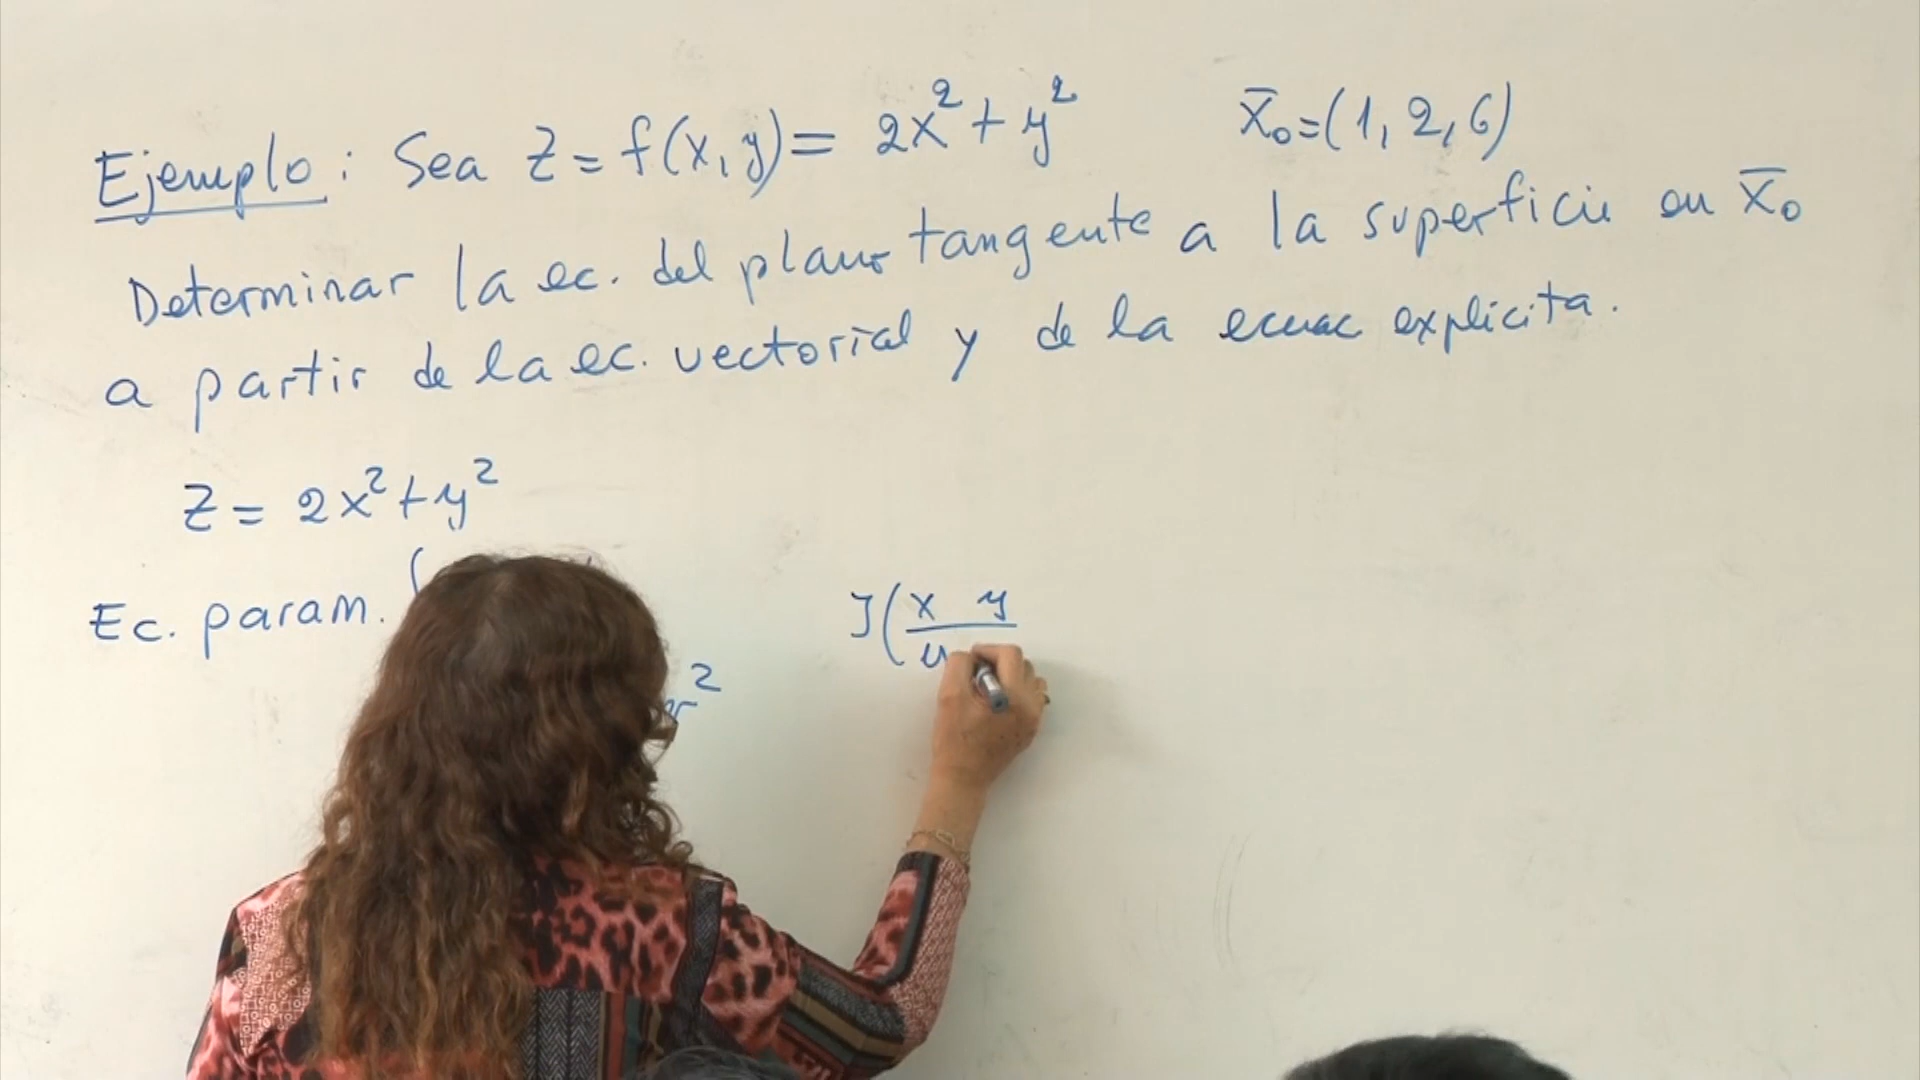 Ejemplo: Sea z = f(x,y) = 2x² + y² x̄₀=(1,2,6)
Determinar la ec. del plano tangente a la superficie en x̄₀
a partir de la ec. vectorial y de la ecuac explicita.
z = 2x² + y²
Ec. param. {
J(x y
u
2